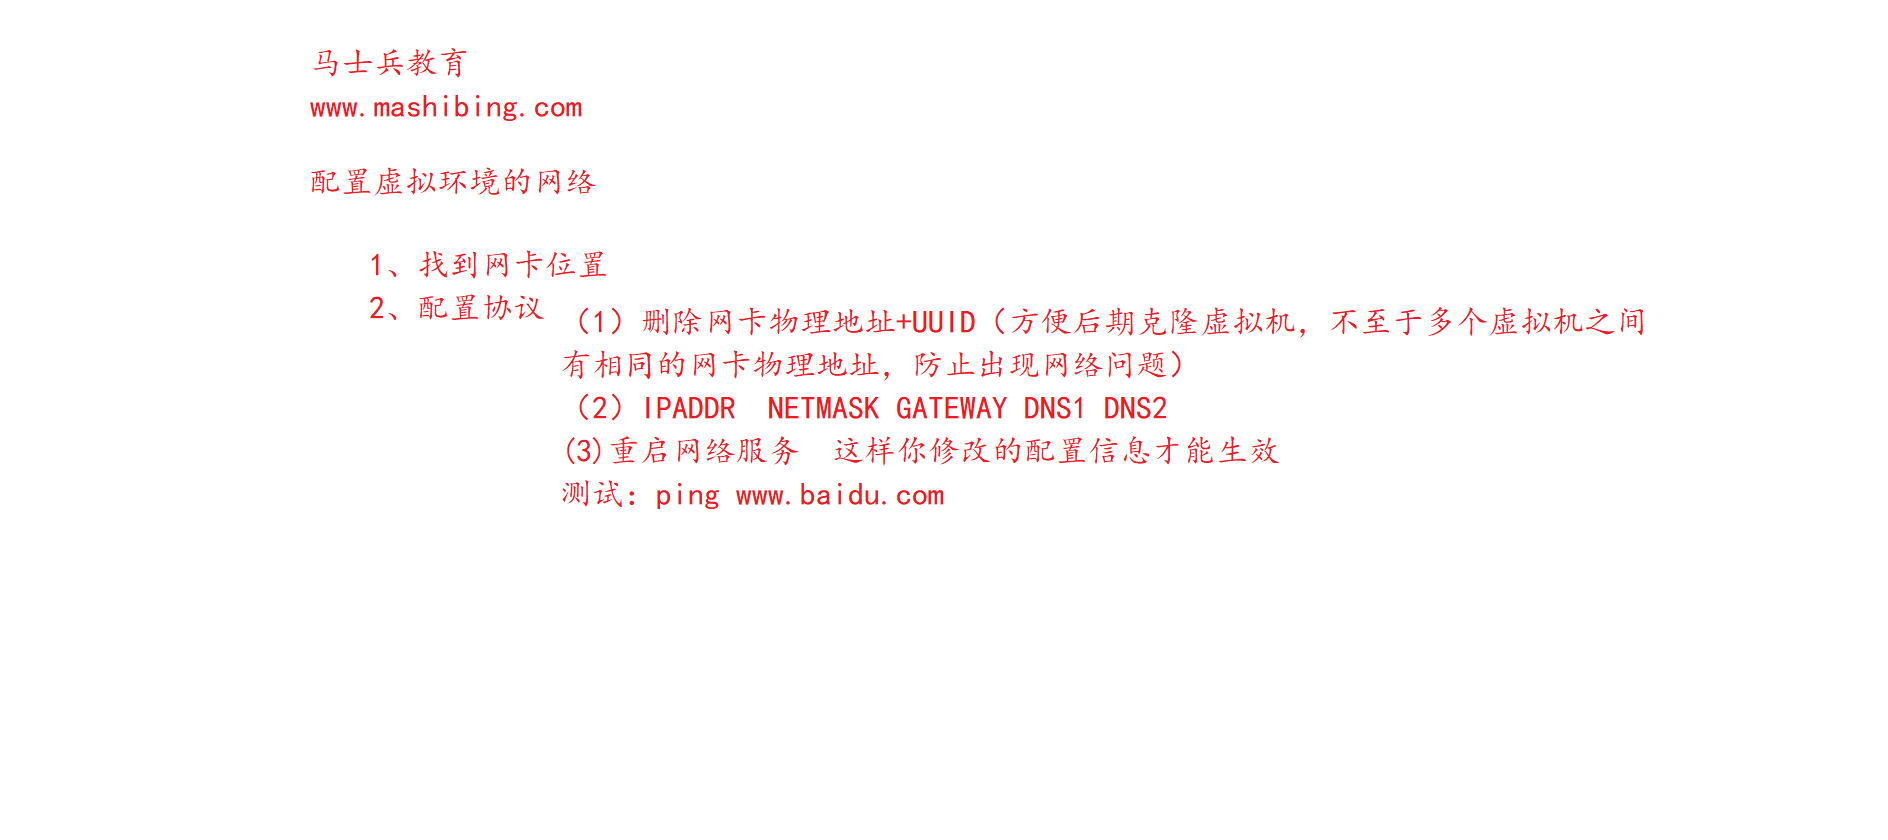 马士兵教育
www.mashibing.com
配置虚拟环境的网络
1、找到网卡位置
2、配置协议
（1）删除网卡物理地址+UUID（方便后期克隆虚拟机，不至于多个虚拟机之间
有相同的网卡物理地址，防止出现网络问题）
（2）IPADDR  NETMASK GATEWAY DNS1 DNS2
(3)重启网络服务  这样你修改的配置信息才能生效
测试：ping www.baidu.com